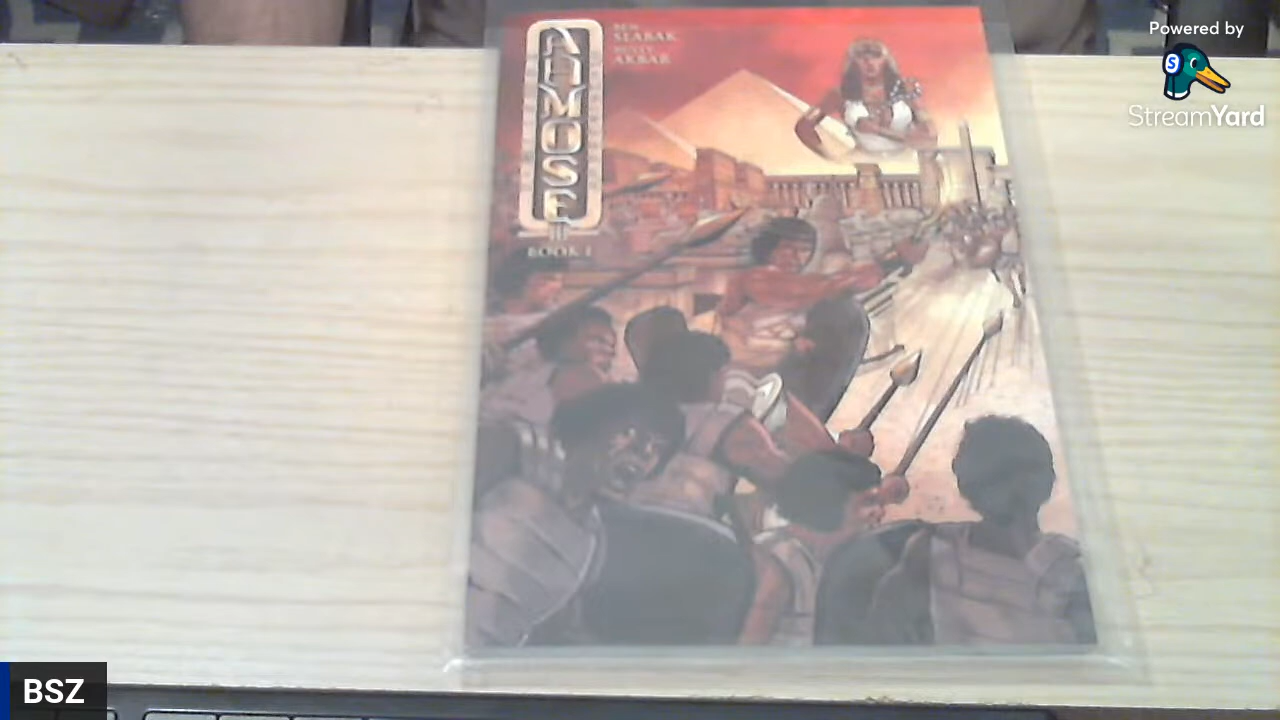 AHMOSE
BOOK I
BEN
SLABAK
AKBAR
Powered by
S
StreamYard
BSZ